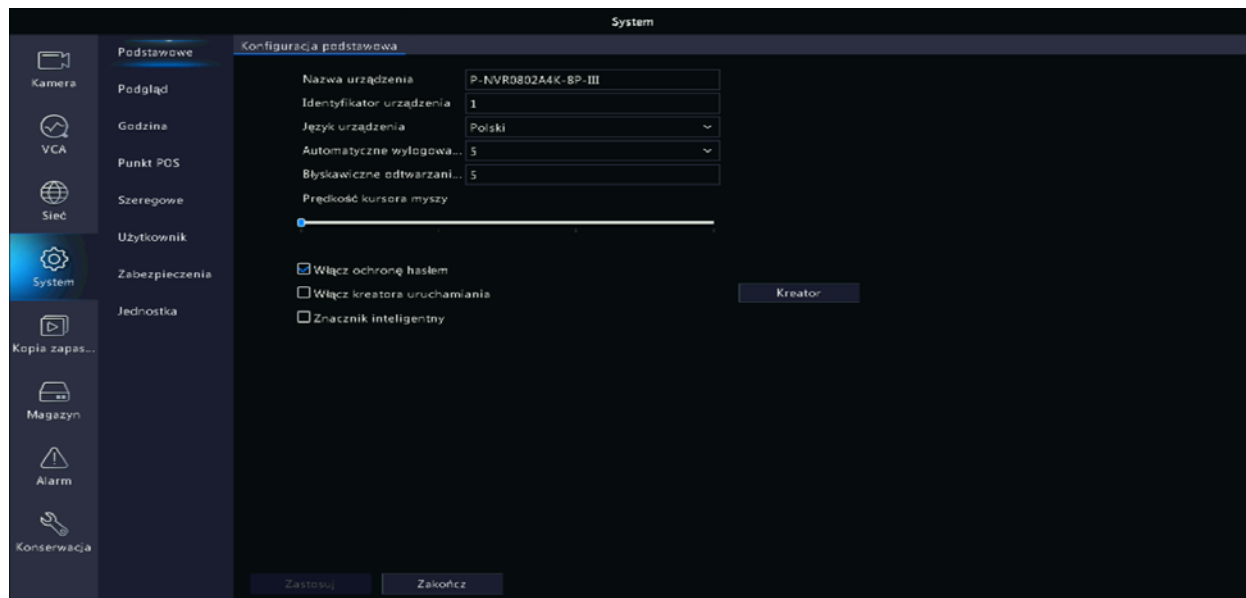 System
Kamera
VCA
Sieć
System
Kopia zapas...
Magazyn
Alarm
Konserwacja
Podstawowe
Podgląd
Godzina
Punkt POS
Szeregowe
Użytkownik
Zabezpieczenia
Jednostka
Konfiguracja podstawowa
Nazwa urządzenia P-NVR0802A4K-8P-III
Identyfikator urządzenia 1
Język urządzenia Polski
Automatyczne wylogowa... 5
Błyskawiczne odtwarzani... 5
Prędkość kursora myszy
Włącz ochronę hasłem
Włącz kreatora uruchamiania Kreator
Znacznik inteligentny
Zastosuj Zakończ